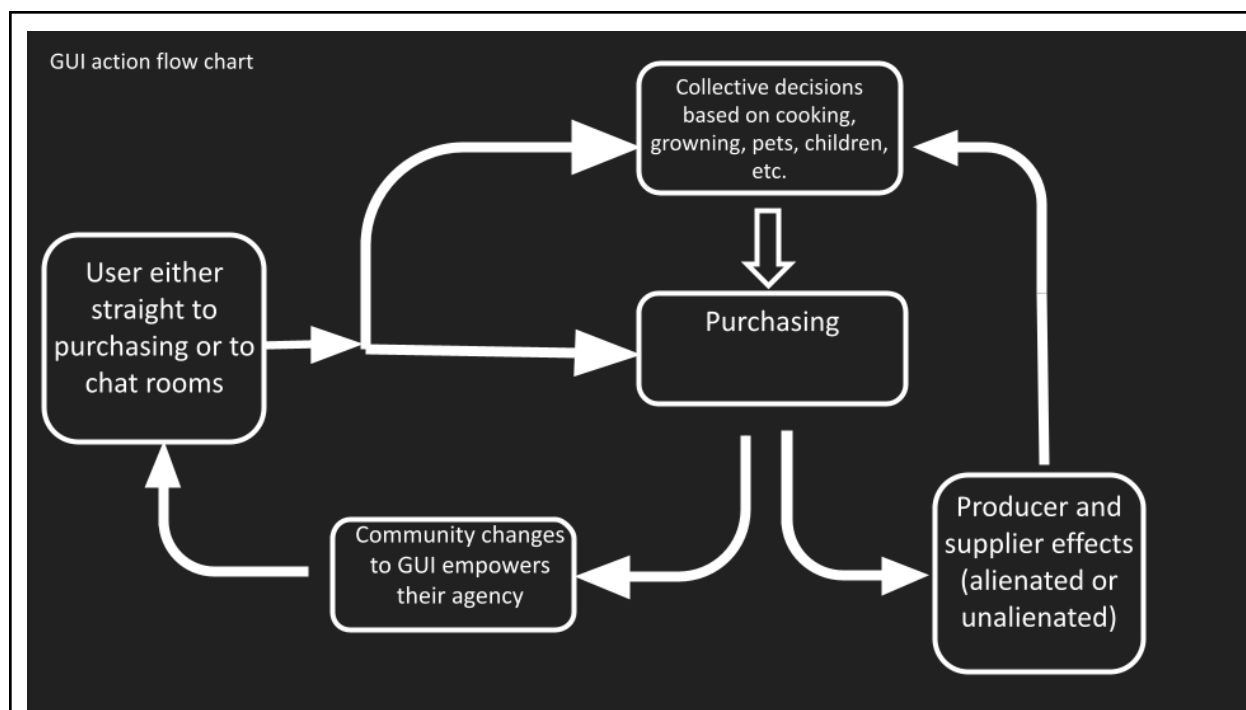 GUI action flow chart
Collective decisions
based on cooking,
growning, pets, children,
etc.
User either
straight to
purchasing or to
chat rooms
Purchasing
Community changes
to GUI empowers
their agency
Producer and
supplier effects
(alienated or
unalienated)